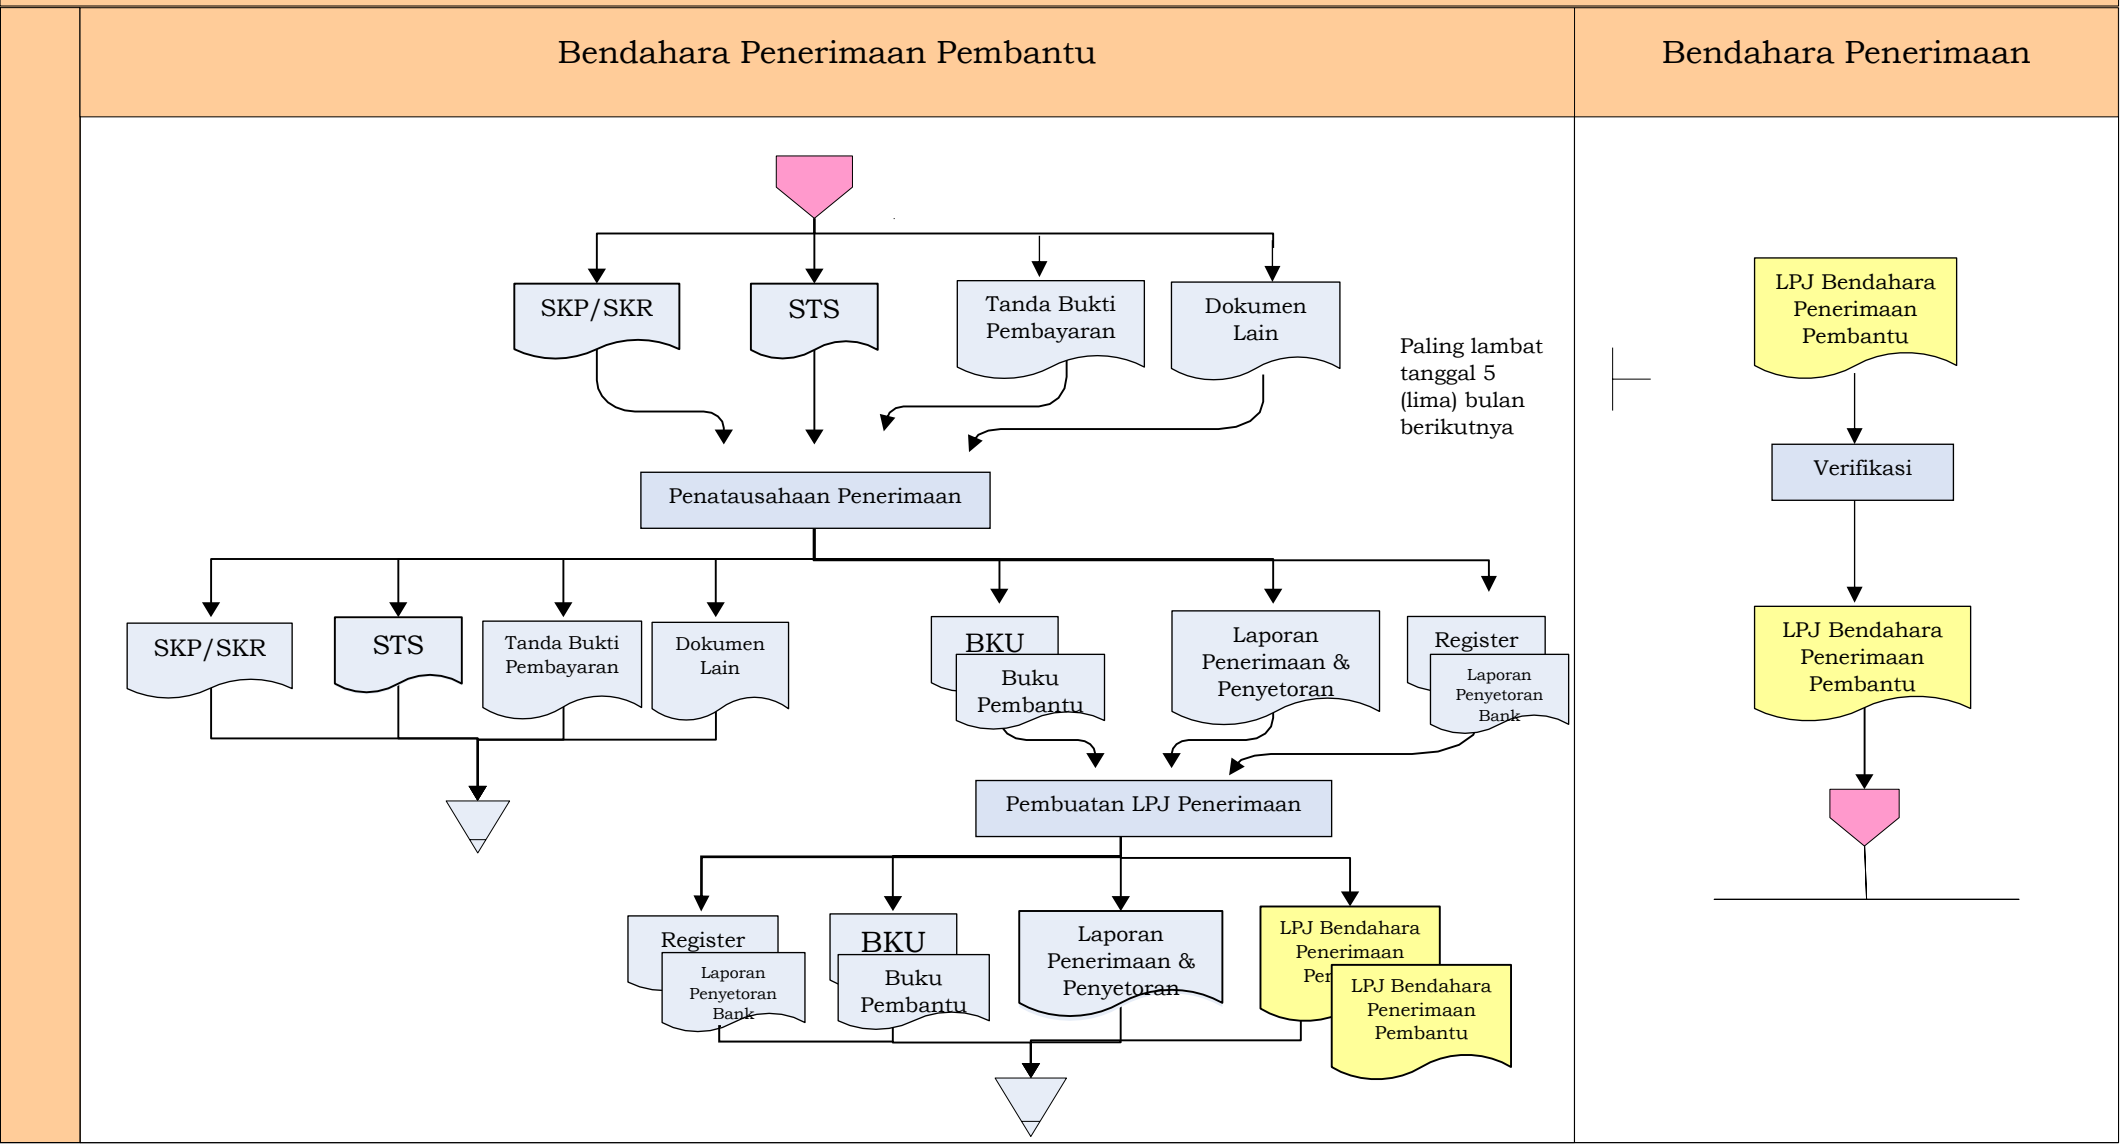 Bendahara Penerimaan Pembantu
Bendahara Penerimaan
SKP/SKR
STS
Tanda Bukti
Pembayaran
Dokumen
Lain
Paling lambat
tanggal 5
(lima) bulan
berikutnya
LPJ Bendahara
Penerimaan
Pembantu
Verifikasi
Penatausahaan Penerimaan
SKP/SKR
STS
Tanda Bukti
Pembayaran
Dokumen
Lain
BKU
Buku
Pembantu
Laporan
Penerimaan &
Penyetoran
Register
Laporan
Penyetoran
Bank
LPJ Bendahara
Penerimaan
Pembantu
Pembuatan LPJ Penerimaan
Register
Laporan
Penyetoran
Bank
BKU
Buku
Pembantu
Laporan
Penerimaan &
Penyetoran
LPJ Bendahara
Penerimaan
LPJ Bendahara
Penerimaan
Pembantu